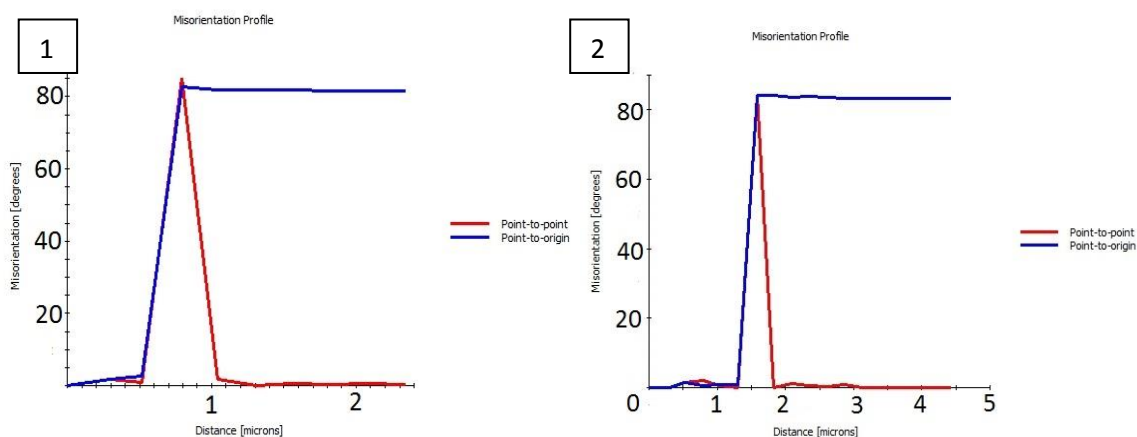 1
Misorientation Profile
Misorientation [degrees]
80
60
40
20
1
2
Distance [microns]
Point-to-point
Point-to-origin
2
Misorientation Profile
Misorientation [degrees]
80
60
40
20
0
1
2
3
4
5
Distance [microns]
Point-to-point
Point-to-origin